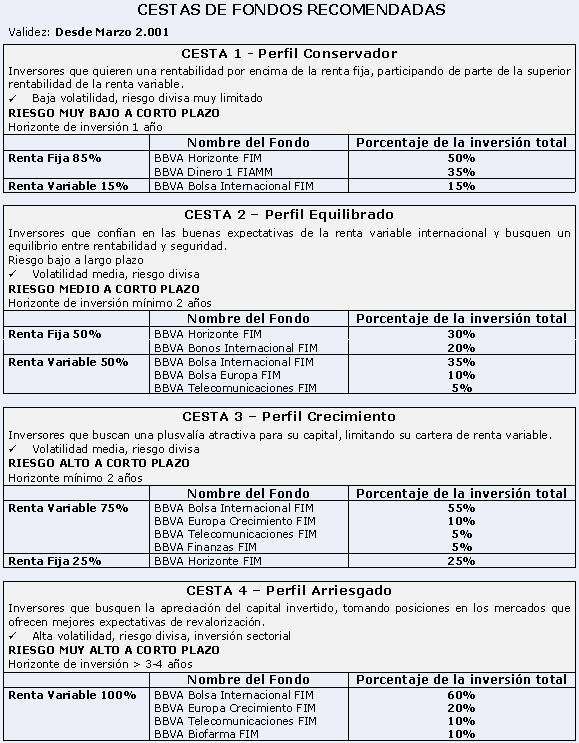 CESTAS DE FONDOS RECOMENDADAS
Validez: Desde Marzo 2.001
CESTA 1 - Perfil Conservador
Inversores que quieren una rentabilidad por encima de la renta fija, participando de parte de la superior
rentabilidad de la renta variable.
✓ Baja volatilidad, riesgo divisa muy limitado
RIESGO MUY BAJO A CORTO PLAZO
Horizonte de inversión 1 año
Nombre del Fondo Porcentaje de la inversión total
Renta Fija 85% BBVA Horizonte FIM 50%
BBVA Dinero 1 FIAMM 35%
Renta Variable 15% BBVA Bolsa Internacional FIM 15%
CESTA 2 – Perfil Equilibrado
Inversores que confían en las buenas expectativas de la renta variable internacional y busquen un
equilibrio entre rentabilidad y seguridad.
Riesgo bajo a largo plazo
✓ Volatilidad media, riesgo divisa
RIESGO MEDIO A CORTO PLAZO
Horizonte de inversión mínimo 2 años
Nombre del Fondo Porcentaje de la inversión total
Renta Fija 50% BBVA Horizonte FIM 30%
BBVA Bonos Internacional FIM 20%
Renta Variable 50% BBVA Bolsa Internacional FIM 35%
BBVA Bolsa Europa FIM 10%
BBVA Telecomunicaciones FIM 5%
CESTA 3 – Perfil Crecimiento
Inversores que buscan una plusvalía atractiva para su capital, limitando su cartera de renta variable.
✓ Volatilidad media, riesgo divisa
RIESGO ALTO A CORTO PLAZO
Horizonte mínimo 2 años
Nombre del Fondo Porcentaje de la inversión total
Renta Variable 75% BBVA Bolsa Internacional FIM 55%
BBVA Europa Crecimiento FIM 10%
BBVA Telecomunicaciones FIM 5%
BBVA Finanzas FIM 5%
Renta Fija 25% BBVA Horizonte FIM 25%
CESTA 4 – Perfil Arriesgado
Inversores que busquen la apreciación del capital invertido, tomando posiciones en los mercados que
ofrecen mejores expectativas de revalorización.
✓ Alta volatilidad, riesgo divisa, inversión sectorial
RIESGO MUY ALTO A CORTO PLAZO
Horizonte de inversión > 3-4 años
Nombre del Fondo Porcentaje de la inversión total
Renta Variable 100% BBVA Bolsa Internacional FIM 60%
BBVA Europa Crecimiento FIM 20%
BBVA Telecomunicaciones FIM 10%
BBVA Biofarma FIM 10%